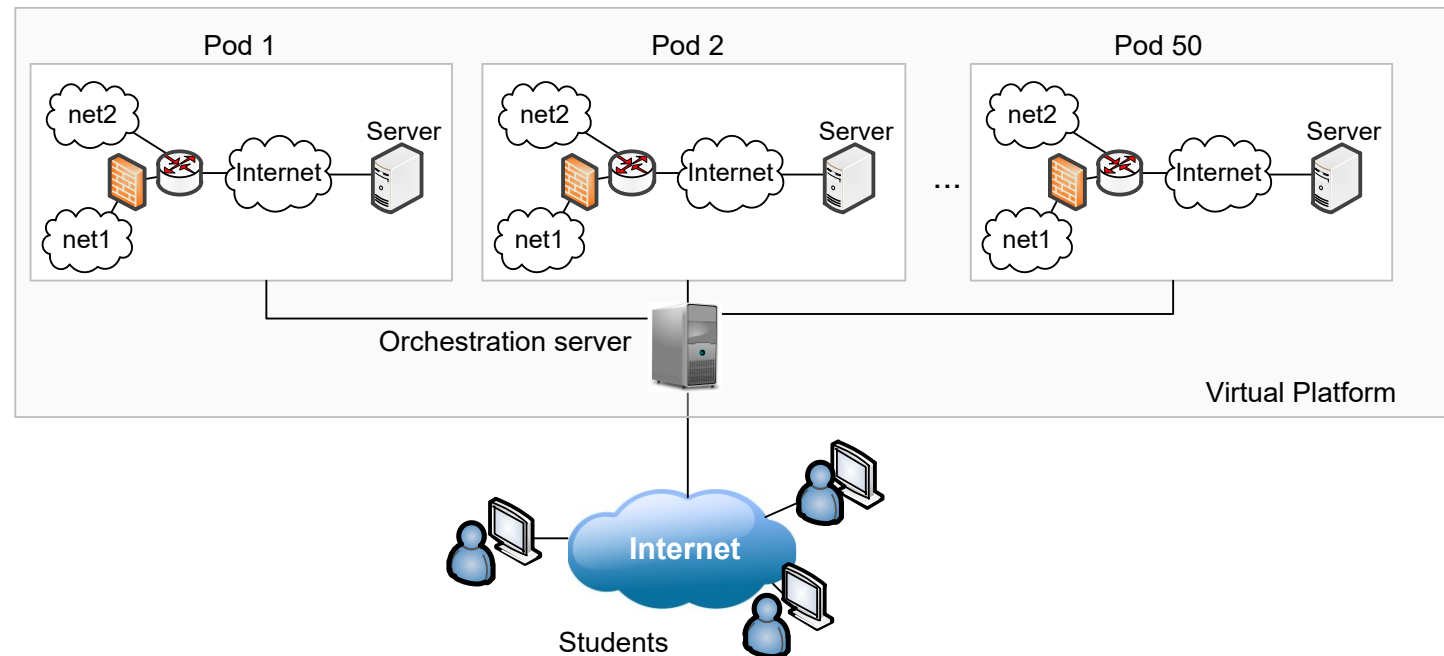 Pod 1
Pod 2
Pod 50
net2
Server
Internet
net1
net2
Server
Internet
net1
...
net2
Server
Internet
net1
Orchestration server
Virtual Platform
Internet
Students